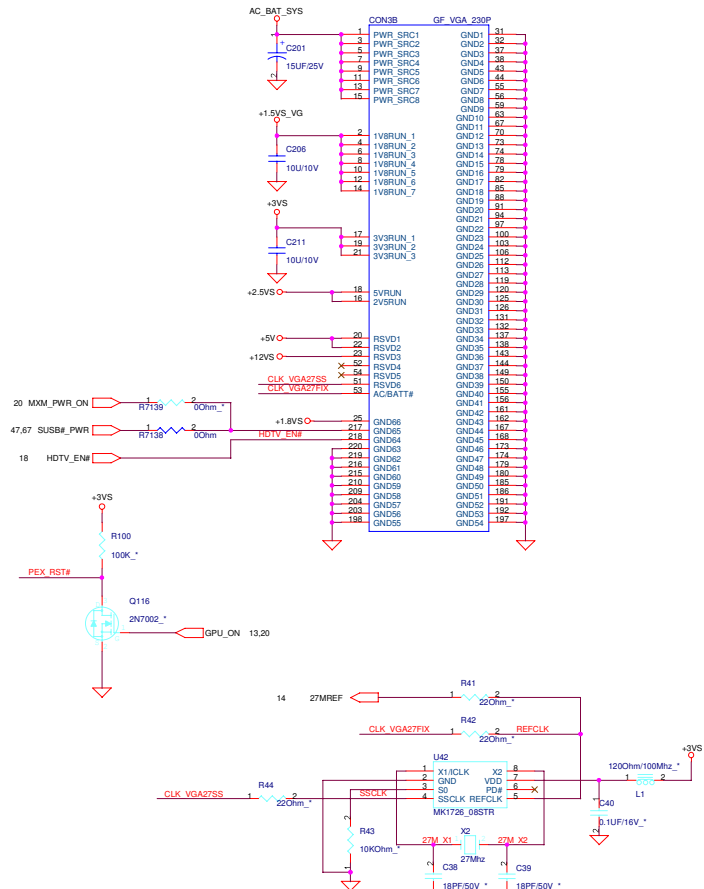 AC_BAT_SYS
CON3B GF_VGA_230P
1 PWR_SRC1
3 PWR_SRC2
5 PWR_SRC3
7 PWR_SRC4
9 PWR_SRC5
11 PWR_SRC6
13 PWR_SRC7
15 PWR_SRC8
1
+
C201
15UF/25V
2
+1.5VS_VG
2 1V8RUN_1
4 1V8RUN_2
6 1V8RUN_3
8 1V8RUN_4
10 1V8RUN_5
12 1V8RUN_6
14 1V8RUN_7
C206
10U/10V
+3VS
17 3V3RUN_1
19 3V3RUN_2
21 3V3RUN_3
C211
10U/10V
+2.5VS
18 5VRUN
16 2V5RUN
+5V
20 RSVD1
22 RSVD2
+12VS
23 RSVD3
52 RSVD4
54 RSVD5
CLK_VGA27SS 51 RSVD6
CLK_VGA27FIX 53 AC/BATT#
+1.8VS
25 GND66
217 GND65
HDTV_EN# 218 GND64
220 GND63
219 GND62
216 GND61
215 GND60
210 GND59
209 GND58
204 GND57
203 GND56
198 GND55
GND1 31
GND2 32
GND3 37
GND4 38
GND5 43
GND6 44
GND7 55
GND8 56
GND9 59
GND10 63
GND11 67
GND12 70
GND13 73
GND14 74
GND15 78
GND16 79
GND17 82
GND18 85
GND19 88
GND20 91
GND21 94
GND22 97
GND23 100
GND24 103
GND25 106
GND26 112
GND27 113
GND28 119
GND29 120
GND30 125
GND31 126
GND32 131
GND33 132
GND34 137
GND35 138
GND36 143
GND37 144
GND38 149
GND39 150
GND40 155
GND41 156
GND42 161
GND43 162
GND44 167
GND45 168
GND46 173
GND47 174
GND48 179
GND49 180
GND50 185
GND51 186
GND52 191
GND53 192
GND54 197
20 MXM_PWR_ON 1 2
R7139 0Ohm_*
47,67 SUSB#_PWR 1 2
R7138 0Ohm
18 HDTV_EN#
+3VS
R100
100K_*
PEX_RST#
Q116
2N7002_*
GPU_ON 13,20
14 27MREF
R41
1 2
22Ohm_*
CLK_VGA27FIX
R42
1 2
REFCLK
22Ohm_*
U42
1 X1/ICLK X2 8
2 GND VDD 7
3 S0 PD# 6
4 SSCLK REFCLK 5
MK1726_08STR
CLK_VGA27SS
R44
1 2
22Ohm_*
SSCLK
2
R43
10KOhm_*
1
27M_X1
X2
27Mhz
27M_X2
C38
18PF/50V_*
C39
18PF/50V_*
+3VS
120Ohm/100Mhz_*
1 2
L1
C40
0.1UF/16V_*